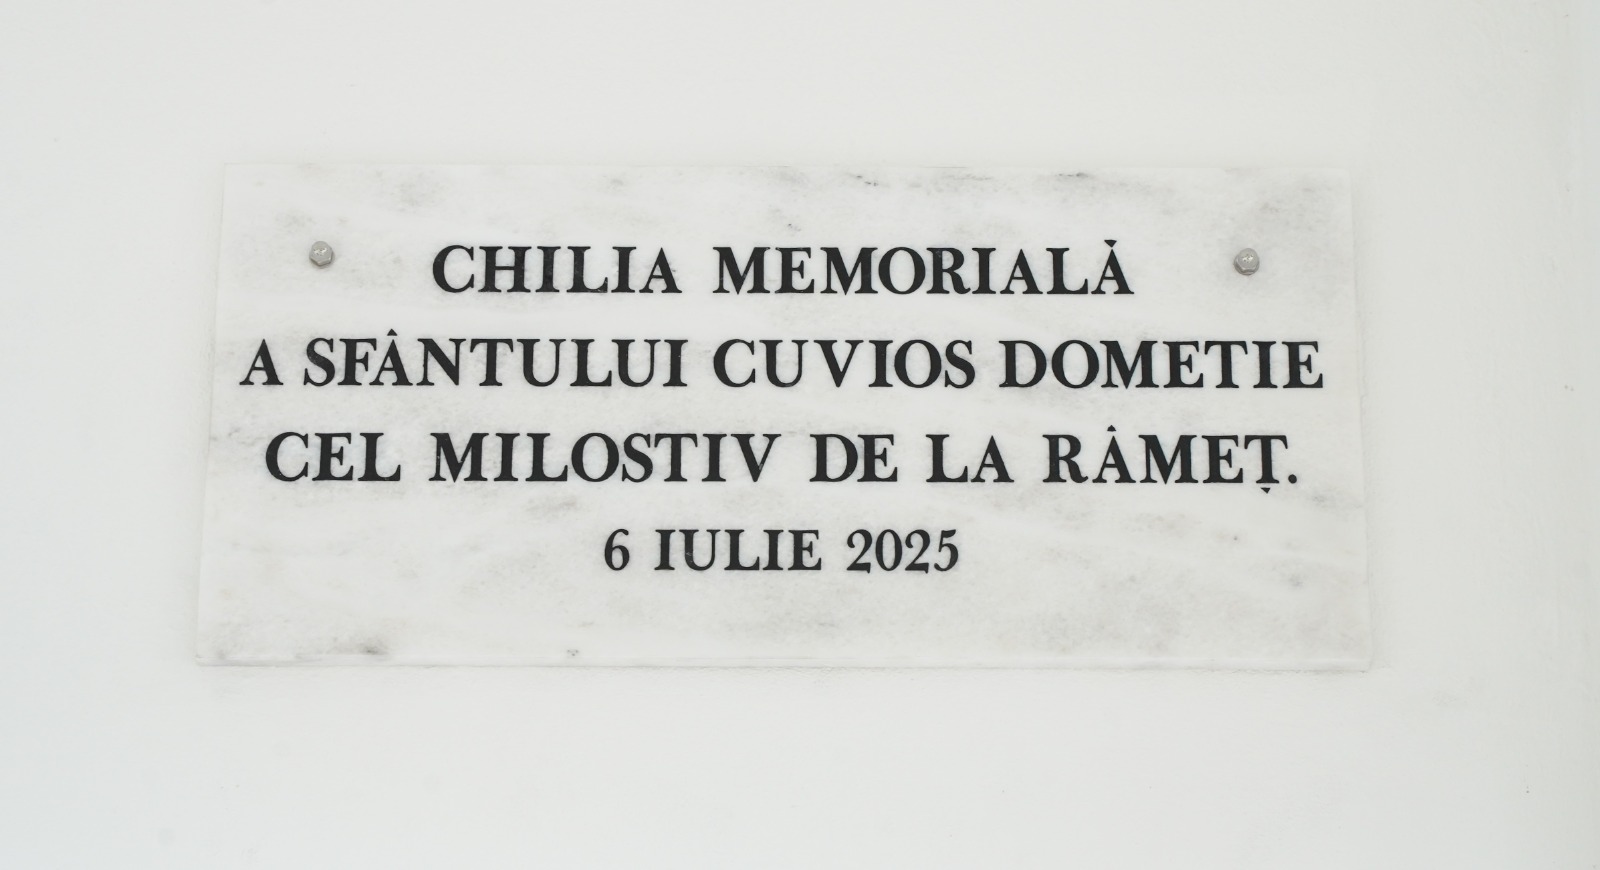 CHILIA MEMORIALĂ
A SFÂNTULUI CUVIOS DOMETIE
CEL MILOSTIV DE LA RÂMEȚ.
6 IULIE 2025